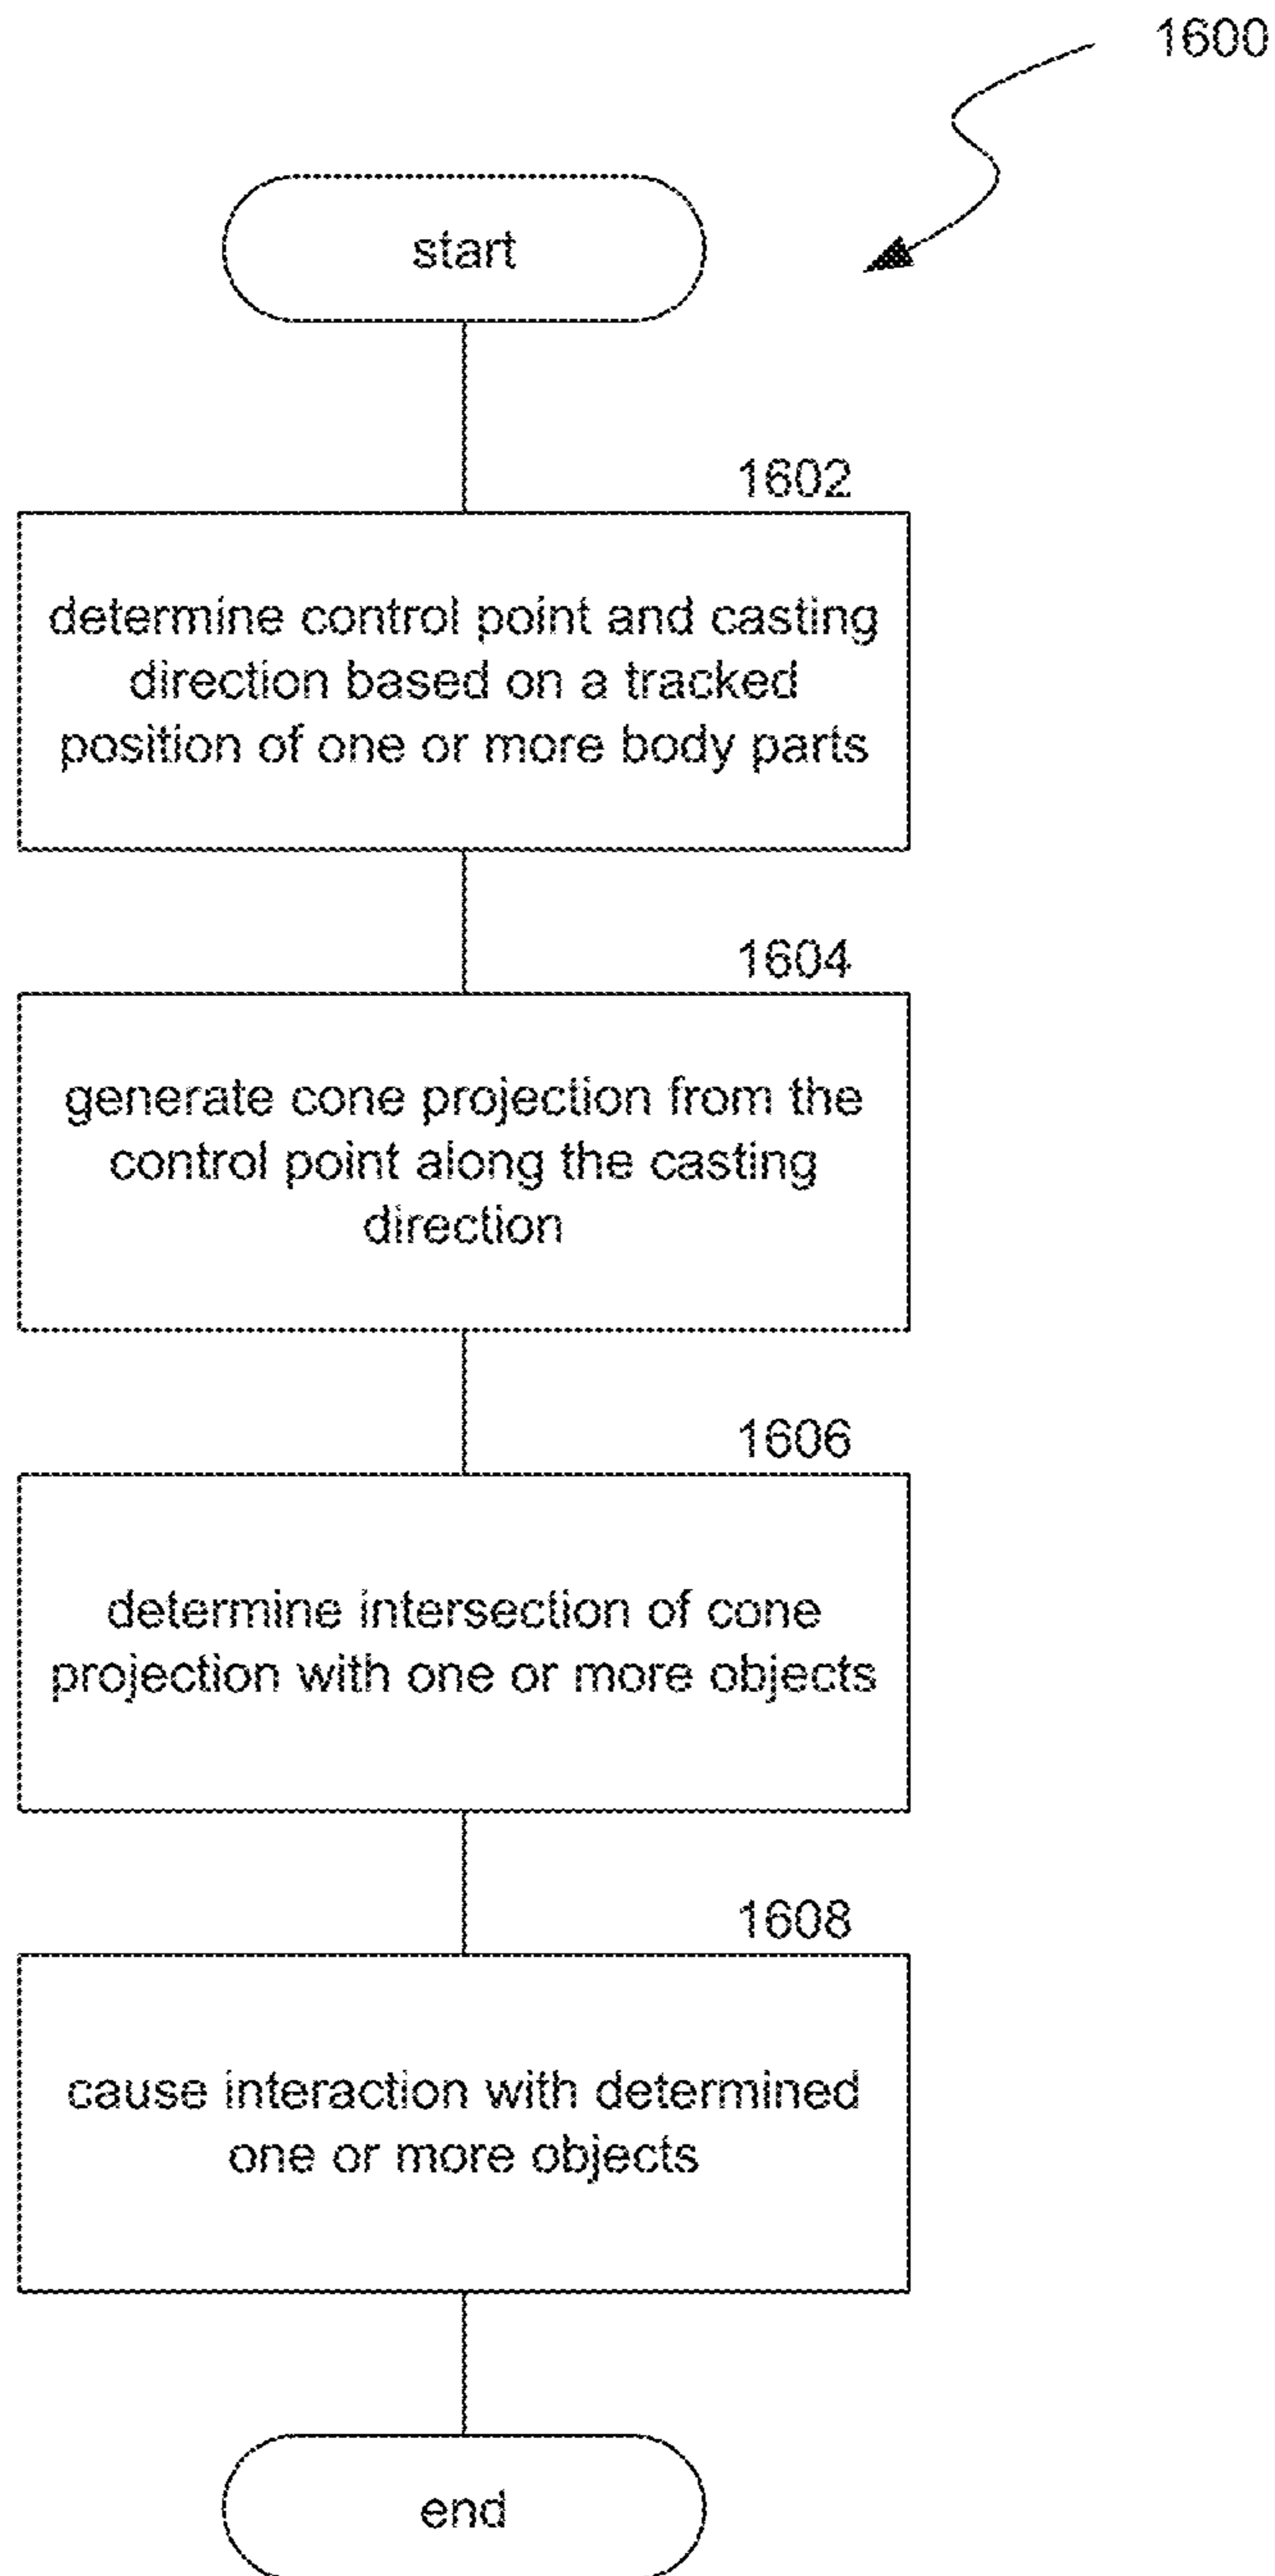 1600
start
1602
determine control point and casting
direction based on a tracked
position of one or more body parts
1604
generate cone projection from the
control point along the casting
direction
1606
determine intersection of cone
projection with one or more objects
1608
cause interaction with determined
one or more objects
end